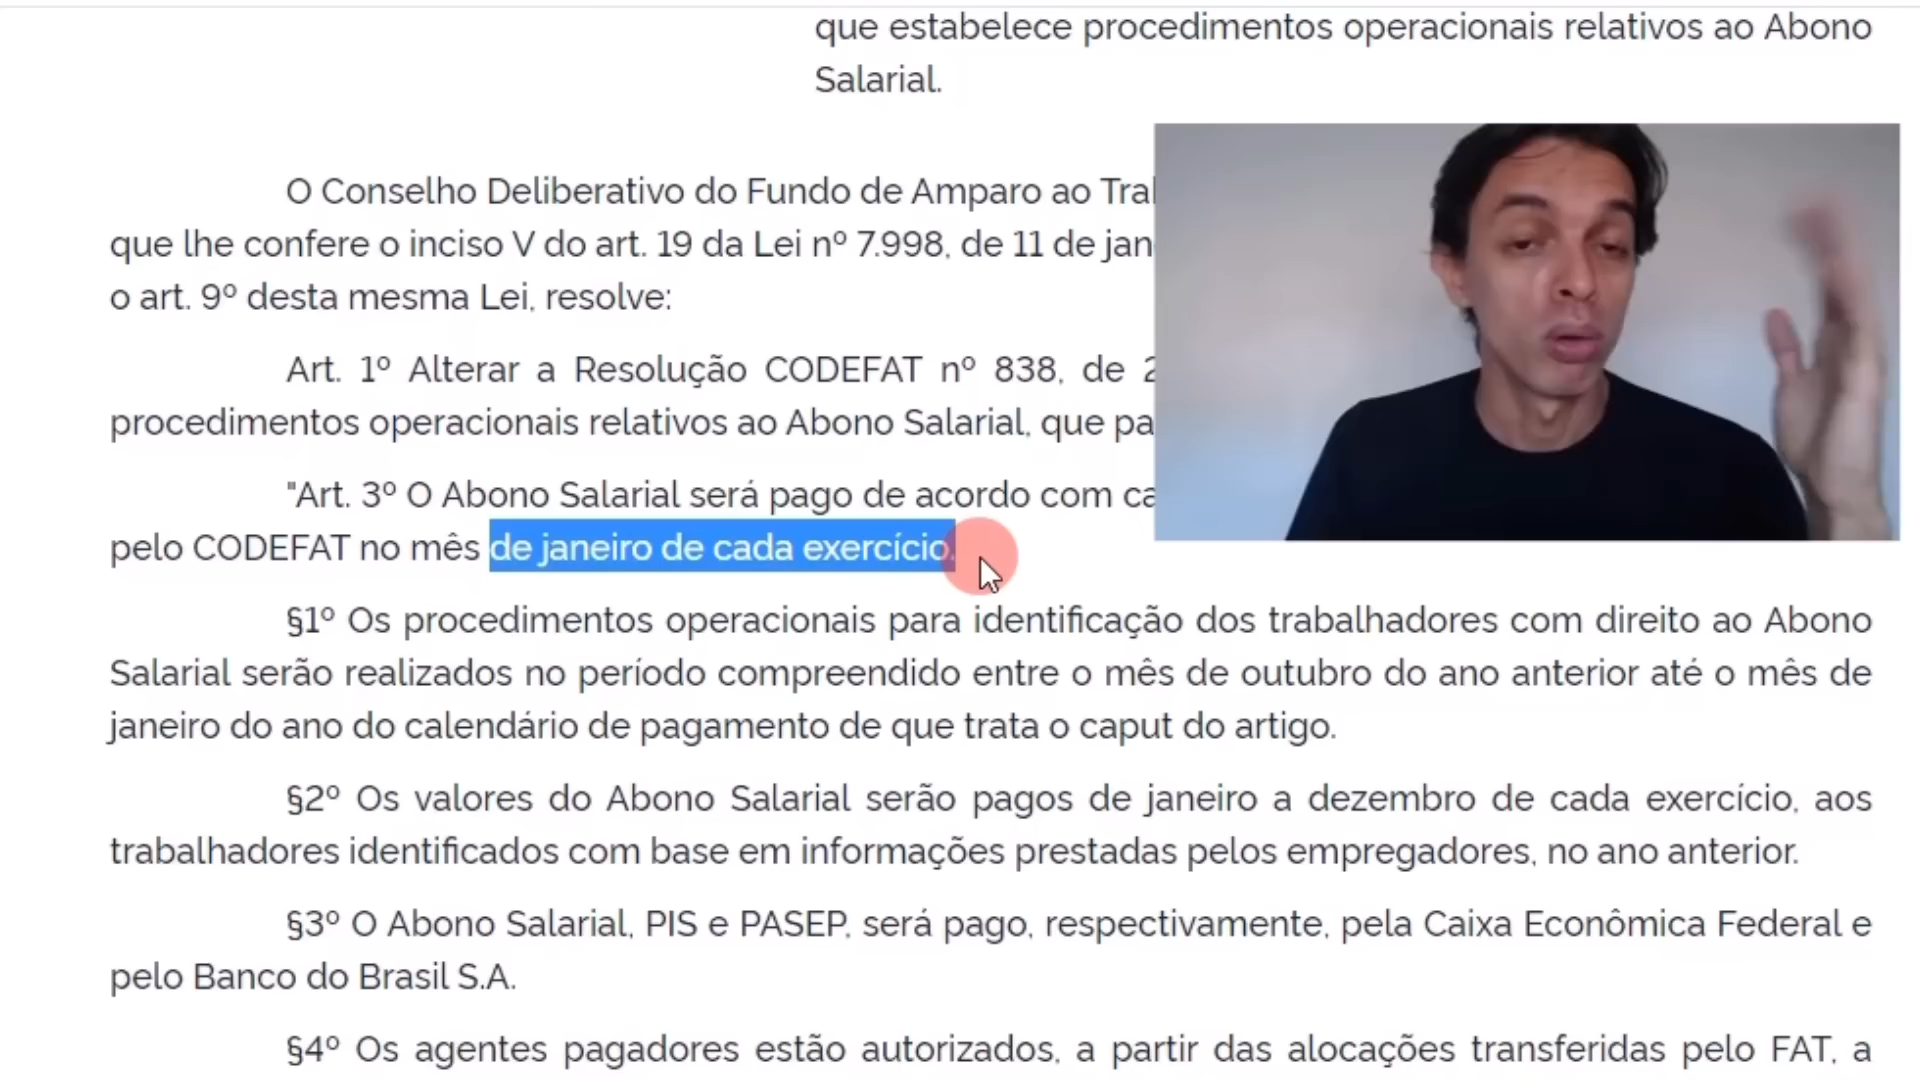 que estabelece procedimentos operacionais relativos ao Abono
Salarial.
O Conselho Deliberativo do Fundo de Amparo ao
que lhe confere o inciso V do art. 19 da Lei nº 7.998, de 11 de
o art. 9º desta mesma Lei, resolve:
Art. 1º Alterar a Resolução CODEFAT nº 838, de
procedimentos operacionais relativos ao Abono Salarial, que
"Art. 3º O Abono Salarial será pago de acordo com
pelo CODEFAT no mês de janeiro de cada exercício.
§1º Os procedimentos operacionais para identificação dos trabalhadores com direito ao Abono
Salarial serão realizados no período compreendido entre o mês de outubro do ano anterior até o mês de
janeiro do ano do calendário de pagamento de que trata o caput do artigo.
§2º Os valores do Abono Salarial serão pagos de janeiro a dezembro de cada exercício, aos
trabalhadores identificados com base em informações prestadas pelos empregadores, no ano anterior.
§3º O Abono Salarial, PIS e PASEP, será pago, respectivamente, pela Caixa Econômica Federal e
pelo Banco do Brasil S.A.
§4º Os agentes pagadores estão autorizados, a partir das alocações transferidas pelo FAT, a